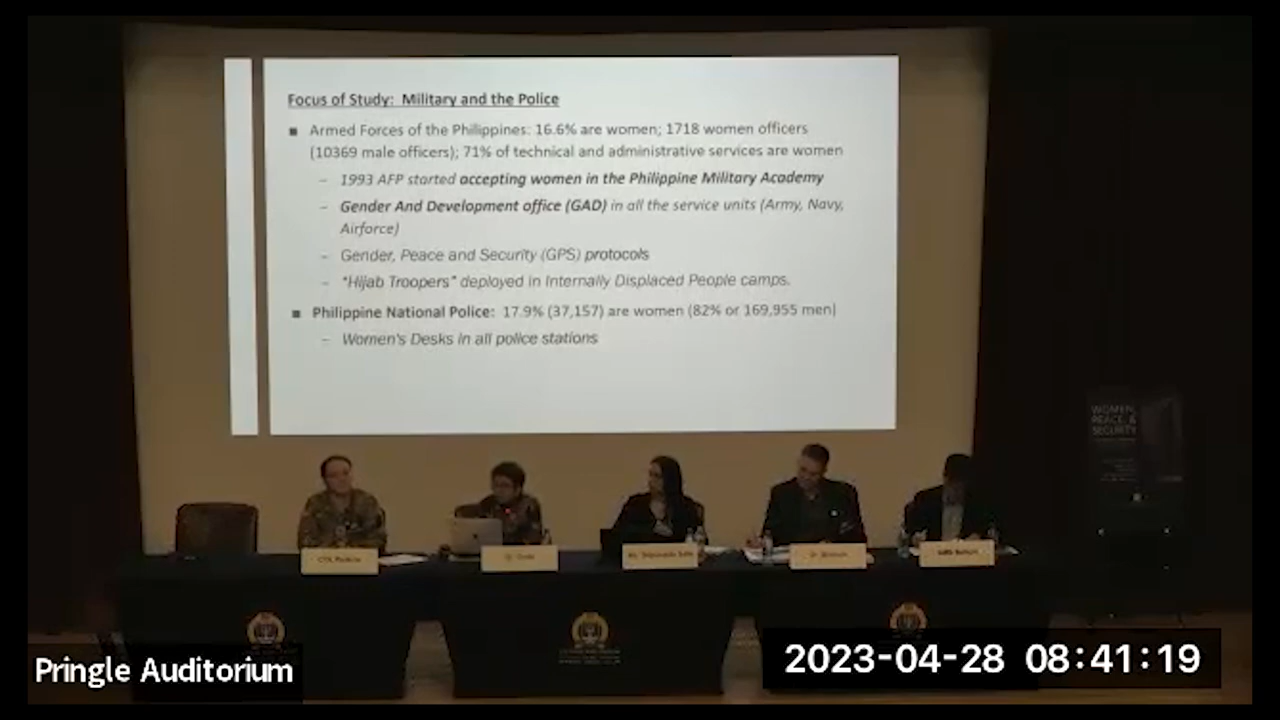 Focus of Study: Military and the Police
▪ Armed Forces of the Philippines: 16.6% are women; 1718 women officers
(10369 male officers); 71% of technical and administrative services are women
– 1993 AFP started accepting women in the Philippine Military Academy
– Gender And Development office (GAD) in all the service units (Army, Navy,
Airforce)
– Gender, Peace and Security (GPS) protocols
– "Hijab Troopers" deployed in Internally Displaced People camps.
▪ Philippine National Police: 17.9% (37,157) are women (82% or 169,955 men)
– Women's Desks in all police stations
WOMEN,
PEACE, &
SECURITY
Pringle Auditorium
2023-04-28 08:41:19